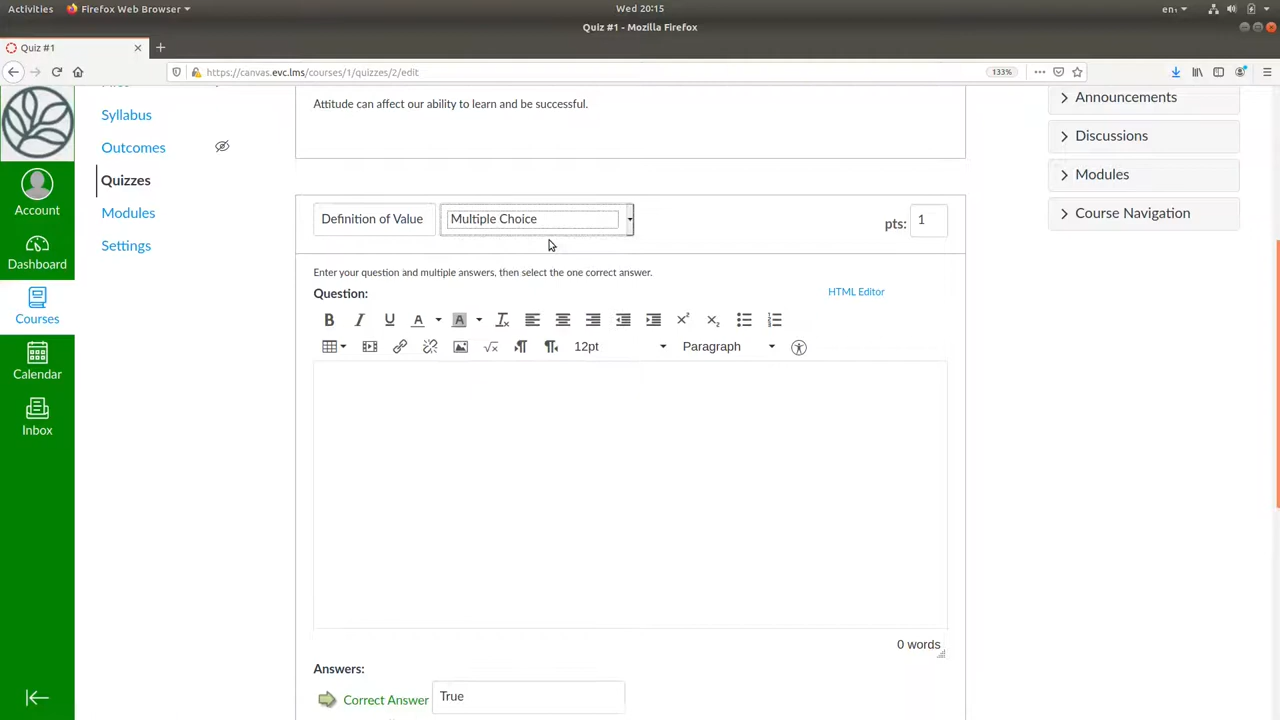 Activities Firefox Web Browser Wed 20:15 en
Quiz #1 - Mozilla Firefox
Quiz #1
https://canvas.evc.lms/courses/1/quizzes/2/edit 133%
Syllabus
Outcomes
Quizzes
Modules
Settings
Account
Dashboard
Courses
Calendar
Inbox
Attitude can affect our ability to learn and be successful.
Definition of Value Multiple Choice pts: 1
Enter your question and multiple answers, then select the one correct answer.
Question: HTML Editor
12pt Paragraph
0 words
Answers:
Correct Answer True
Announcements
Discussions
Modules
Course Navigation